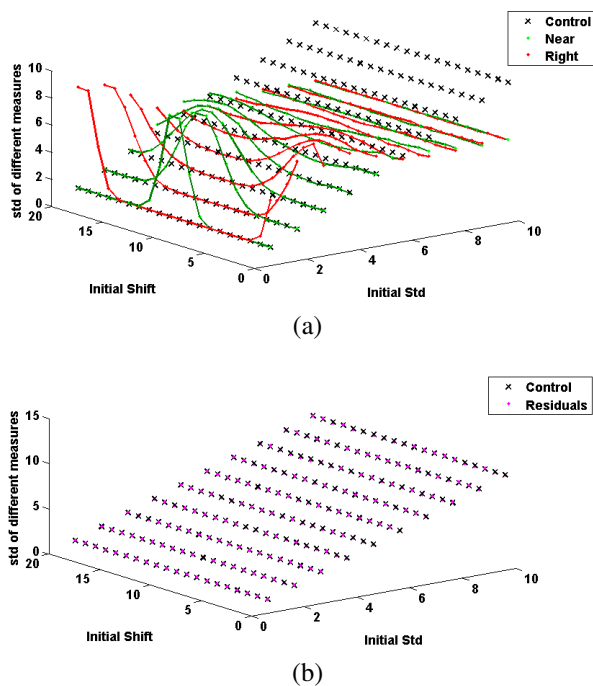 Control
Near
Right
10
8
6
4
2
0
20
15
10
5
0
0
2
4
6
8
10
std of different measures
Initial Shift
Initial Std
(a)
Control
Residuals
15
10
5
0
20
15
10
5
0
0
2
4
6
8
10
std of different measures
Initial Shift
Initial Std
(b)